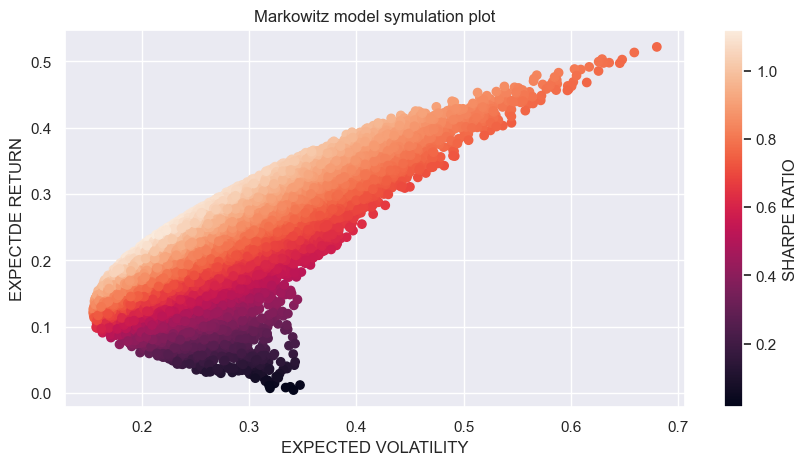 Markowitz model symulation plot
EXPECTDE RETURN
0.5
0.4
0.3
0.2
0.1
0.0
0.2 0.3 0.4 0.5 0.6 0.7
EXPECTED VOLATILITY
1.0
0.8
0.6
0.4
0.2
SHARPE RATIO